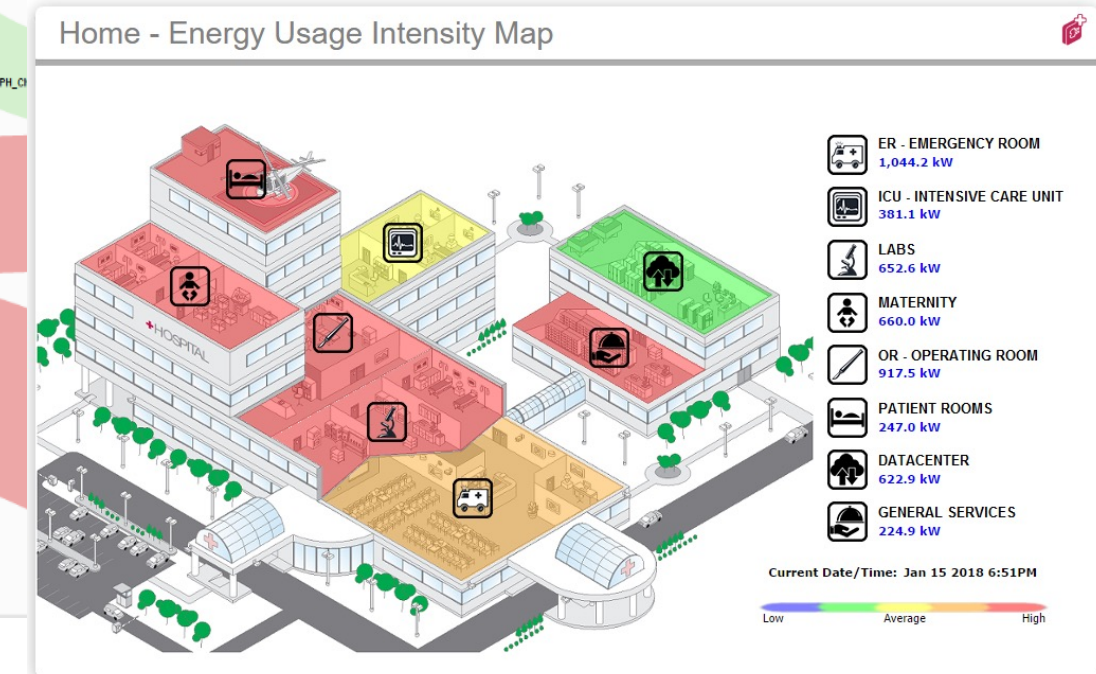 Home - Energy Usage Intensity Map
HOSPITAL
ER - EMERGENCY ROOM
1,044.2 kW
ICU - INTENSIVE CARE UNIT
381.1 kW
LABS
652.6 kW
MATERNITY
660.0 kW
OR - OPERATING ROOM
917.5 kW
PATIENT ROOMS
247.0 kW
DATACENTER
622.9 kW
GENERAL SERVICES
224.9 kW
Current Date/Time: Jan 15 2018 6:51PM
Low Average High